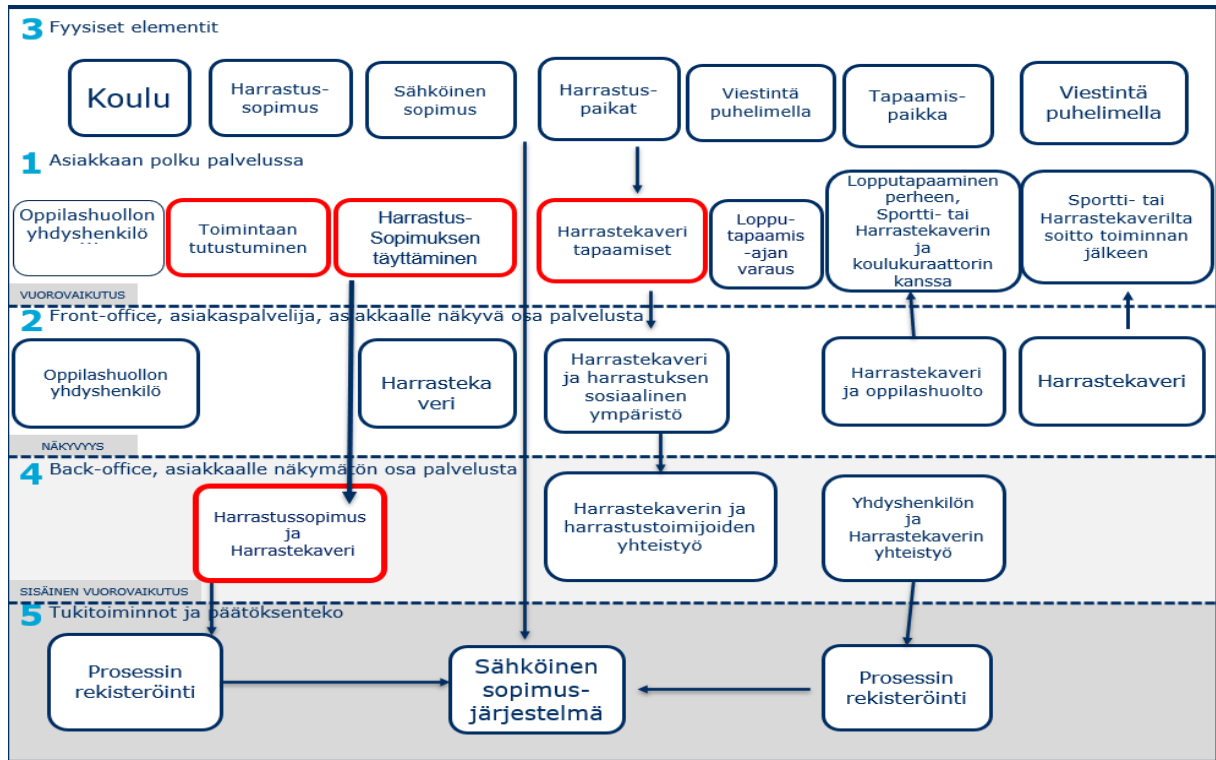 3 Fyysiset elementit
Koulu
Harrastus-
sopimus
Sähköinen
sopimus
Harrastus-
paikat
Viestintä
puhelimella
Tapaamis-
paikka
Viestintä
puhelimella
1 Asiakkaan polku palvelussa
Oppilashuollon
yhdyshenkilö
Toimintaan
tutustuminen
Harrastus-
Sopimuksen
täyttäminen
Harrastekaveri
tapaamiset
Loppu-
tapaamis
-ajan
varaus
Lopputapaaminen
perheen,
Sportti- tai
Harrastekaverin
ja
koulukuraattorin
kanssa
Sportti- tai
Harrastekaverilta
soitto toiminnan
jälkeen
VUOROVAIKUTUS
2 Front-office, asiakaspalvelija, asiakkaalle näkyvä osa palvelusta
Oppilashuollon
yhdyshenkilö
Harrasteka
veri
Harrastekaveri
ja harrastuksen
sosiaalinen
ympäristö
Harrastekaveri
ja oppilashuolto
Harrastekaveri
NÄKYVYYS
4 Back-office, asiakkaalle näkymätön osa palvelusta
Harrastussopimus
ja
Harrastekaveri
Harrastekaverin ja
harrastustoimijoiden
yhteistyö
Yhdyshenkilön
ja
Harrastekaverin
yhteistyö
SISÄINEN VUOROVAIKUTUS
5 Tukitoiminnot ja päätöksenteko
Prosessin
rekisteröinti
Sähköinen
sopimus-
järjestelmä
Prosessin
rekisteröinti